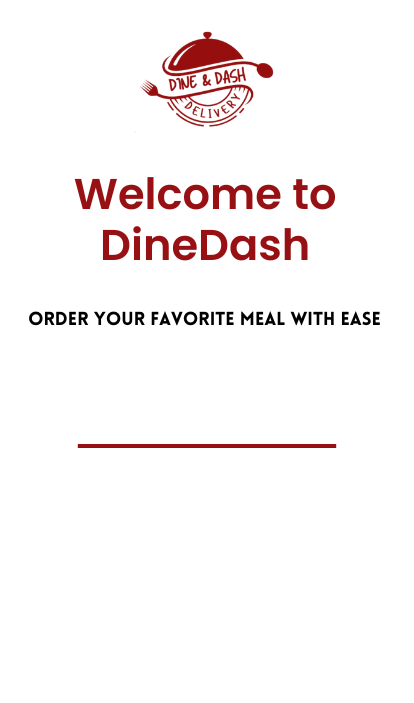 DINE & DASH
DELIVERY
Welcome to
DineDash
ORDER YOUR FAVORITE MEAL WITH EASE